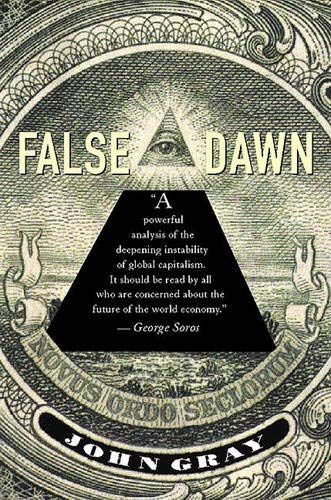 FALSE DAWN
"A
powerful
analysis of the
deepening instability
of global capitalism.
It should be read by all
who are concerned about the
future of the world economy."
— George Soros
NOVUS ORDO SECLOROM
JOHN GRAY